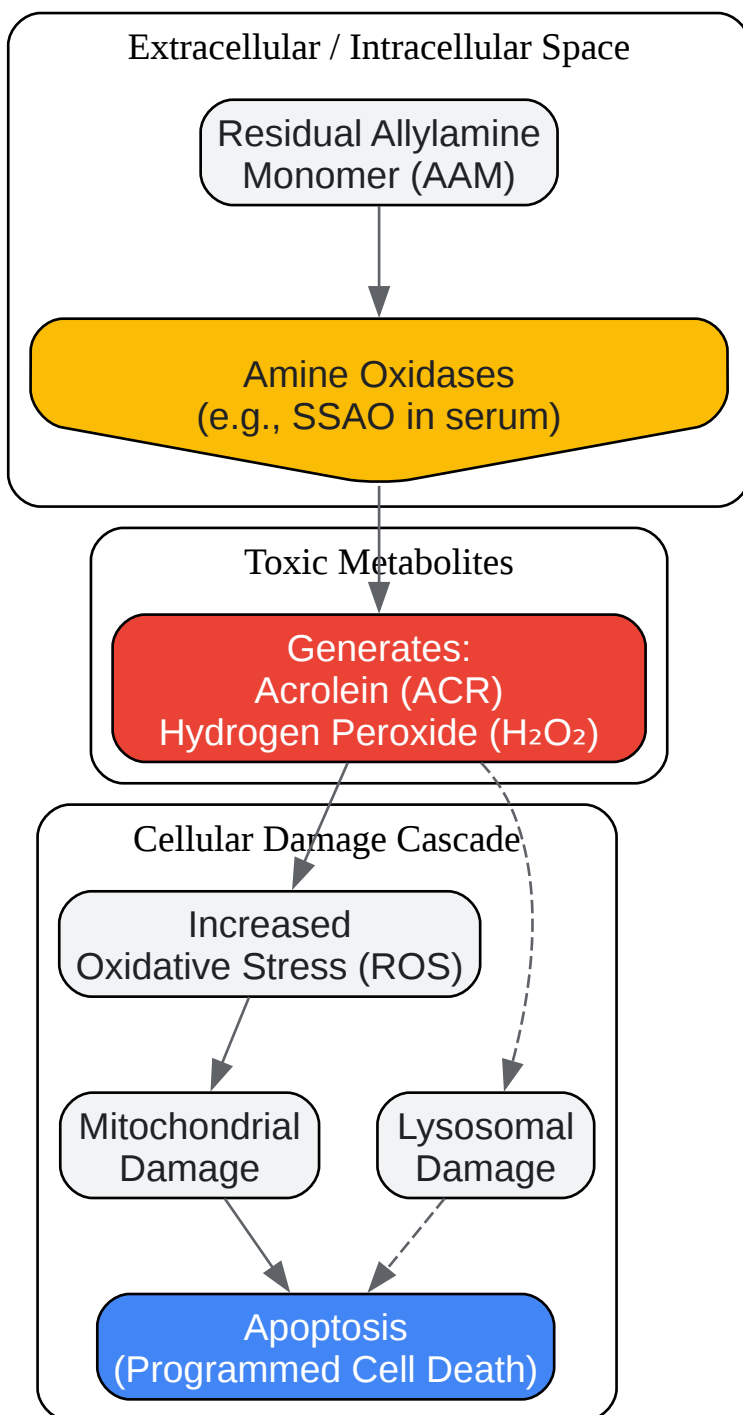 Extracellular / Intracellular Space
Residual Allylamine
Monomer (AAM)
Amine Oxidases
(e.g., SSAO in serum)
Toxic Metabolites
Generates:
Acrolein (ACR)
Hydrogen Peroxide (H₂O₂)
Cellular Damage Cascade
Increased
Oxidative Stress (ROS)
Mitochondrial
Damage
Lysosomal
Damage
Apoptosis
(Programmed Cell Death)